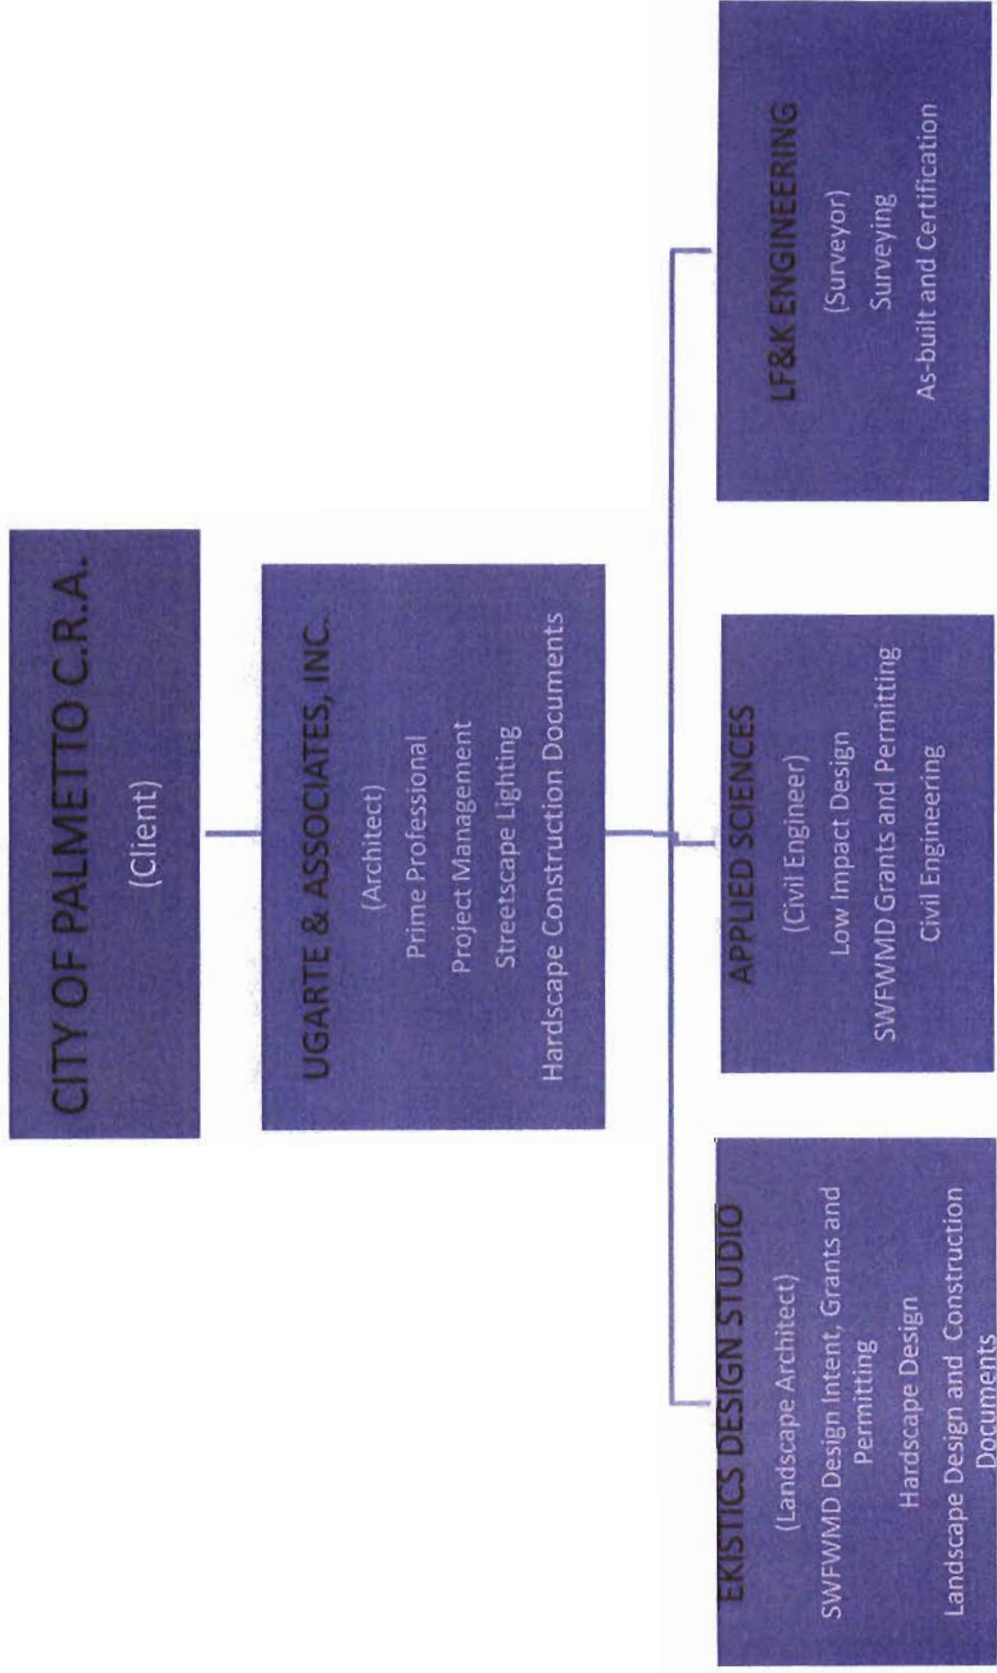 CITY OF PALMETTO C.R.A.
(Client)
UGARTE & ASSOCIATES, INC.
(Architect)
Prime Professional
Project Management
Streetscape Lighting
Hardscape Construction Documents
EKISTICS DESIGN STUDIO
(Landscape Architect)
SWFWMD Design Intent, Grants and
Permitting
Hardscape Design
Landscape Design and Construction
Documents
APPLIED SCIENCES
(Civil Engineer)
Low Impact Design
SWFWMD Grants and Permitting
Civil Engineering
LF&K ENGINEERING
(Surveyor)
Surveying
As-built and Certification